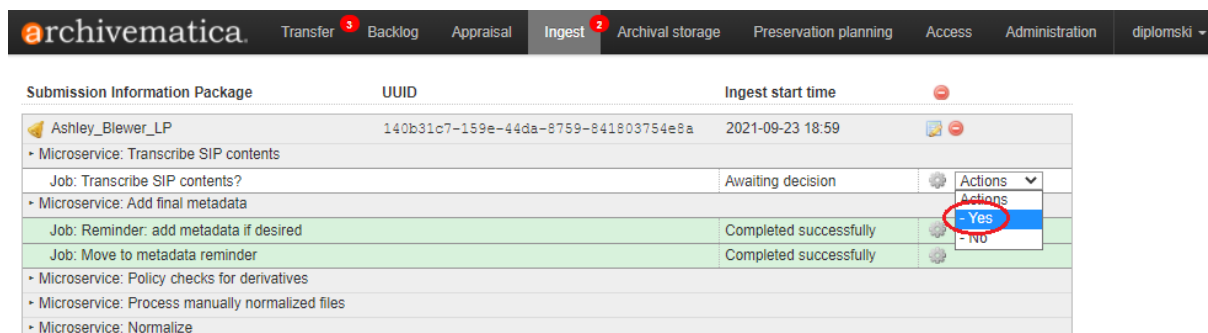 archivematica. Transfer 3 Backlog Appraisal Ingest 2 Archival storage Preservation planning Access Administration diplomski
Submission Information Package UUID Ingest start time
Ashley_Blewer_LP 140b31c7-159e-44da-8759-841803754e8a 2021-09-23 18:59
Microservice: Transcribe SIP contents
Job: Transcribe SIP contents? Awaiting decision Actions
Microservice: Add final metadata Actions
- Yes
Job: Reminder: add metadata if desired Completed successfully - No
Job: Move to metadata reminder Completed successfully
Microservice: Policy checks for derivatives
Microservice: Process manually normalized files
Microservice: Normalize